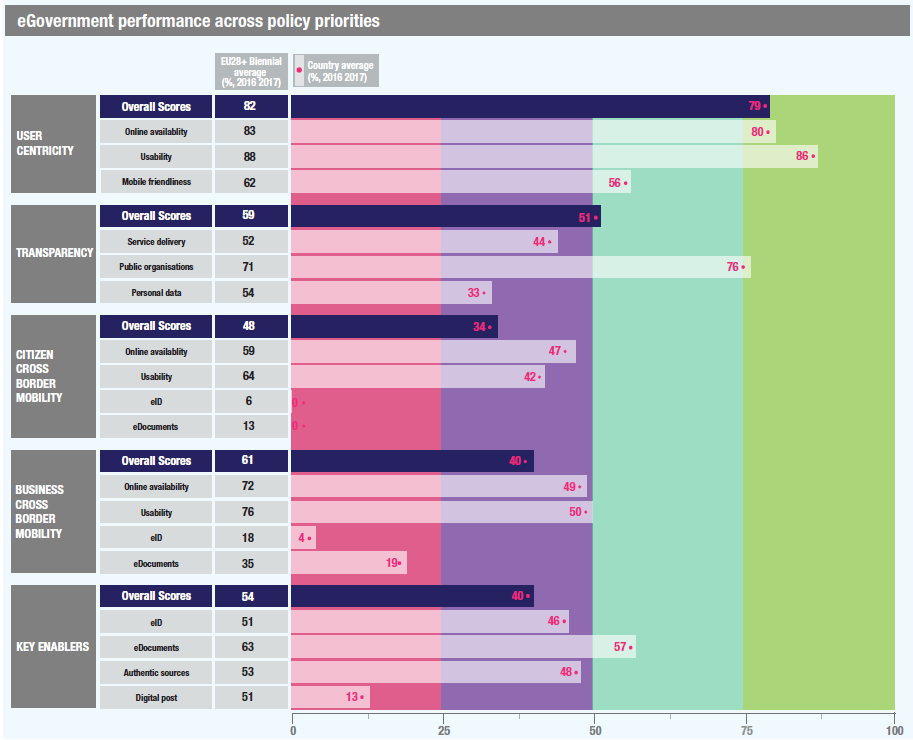 eGovernment performance across policy priorities
EU28+ Biennial
average
(%, 2016 2017)
Country average
(%, 2016 2017)
USER
CENTRICITY
Overall Scores 82 79
Online availablity 83 80
Usability 88 86
Mobile friendliness 62 56
TRANSPARENCY
Overall Scores 59 51
Service delivery 52 44
Public organisations 71 76
Personal data 54 33
CITIZEN
CROSS
BORDER
MOBILITY
Overall Scores 48 34
Online availablity 59 47
Usability 64 42
eID 6 0
eDocuments 13 0
BUSINESS
CROSS
BORDER
MOBILITY
Overall Scores 61 40
Online availability 72 49
Usability 76 50
eID 18 4
eDocuments 35 19
KEY ENABLERS
Overall Scores 54 40
eID 51 46
eDocuments 63 57
Authentic sources 53 48
Digital post 51 13
0 25 50 75 100